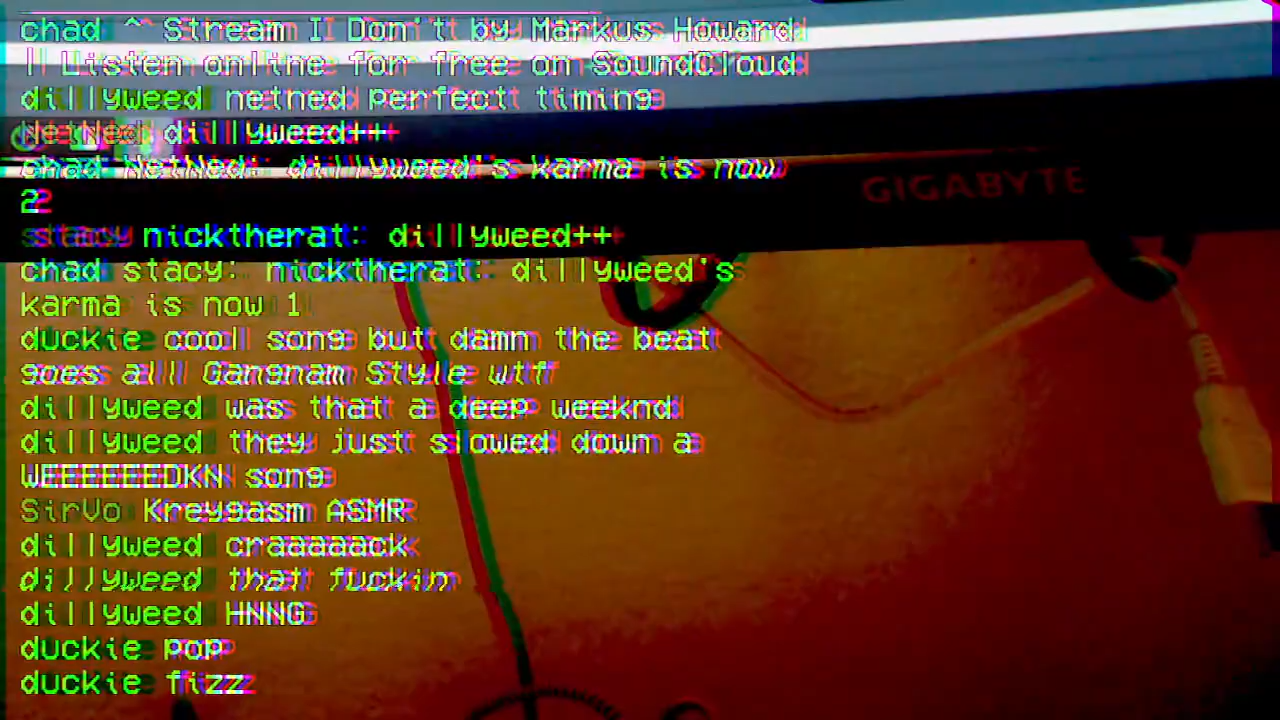 chad ^ Stream I Don't by Markus Howard
|| Listen online for free on SoundCloud
dillyweed netned perfect timing
NetNed dillyweed+++
chad NetNed: dillyweed's karma is now
2
stacy nicktherat: dillyweed++
chad stacy: nicktherat: dillyweed's
karma is now 1
duckie cool song but damn the beat
goes all Gangnam Style wtf
dillyweed was that a deep weeknd
dillyweed they just slowed down a
WEEEEEEDKN song
SirVo Kreygasm ASMR
dillyweed craaaaack
dillyweed that fuckin
dillyweed HNNG
duckie pop
duckie fizz
GIGABYTE